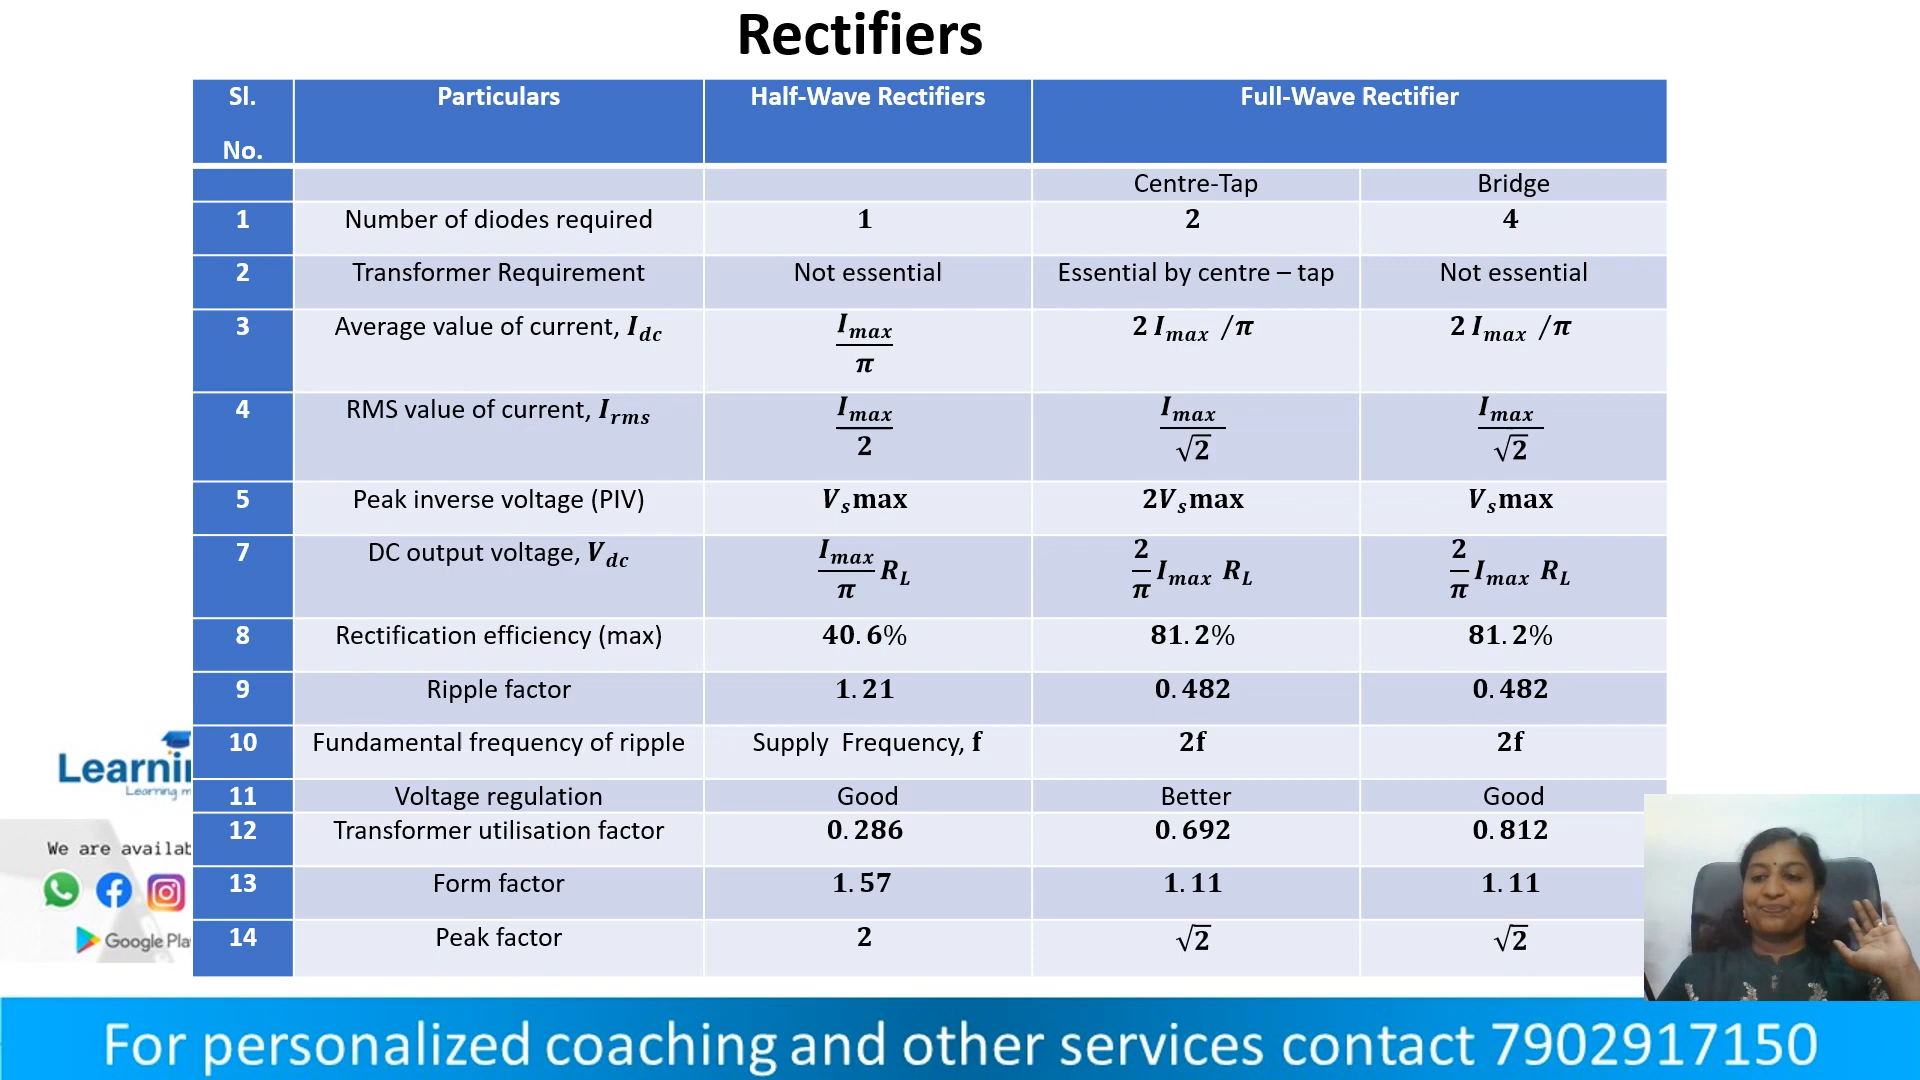 Rectifiers
Sl. No. Particulars Half-Wave Rectifiers Full-Wave Rectifier
Centre-Tap Bridge
1 Number of diodes required 1 2 4
2 Transformer Requirement Not essential Essential by centre – tap Not essential
3 Average value of current, I_dc I_max/π 2 I_max /π 2 I_max /π
4 RMS value of current, I_rms I_max/2 I_max/√2 I_max/√2
5 Peak inverse voltage (PIV) V_s max 2V_s max V_s max
7 DC output voltage, V_dc I_max/π R_L 2/π I_max R_L 2/π I_max R_L
8 Rectification efficiency (max) 40.6% 81.2% 81.2%
9 Ripple factor 1.21 0.482 0.482
10 Fundamental frequency of ripple Supply Frequency, f 2f 2f
11 Voltage regulation Good Better Good
12 Transformer utilisation factor 0.286 0.692 0.812
13 Form factor 1.57 1.11 1.11
14 Peak factor 2 √2 √2
Learni
Learning m
We are availab
Google Pla
For personalized coaching and other services contact 7902917150